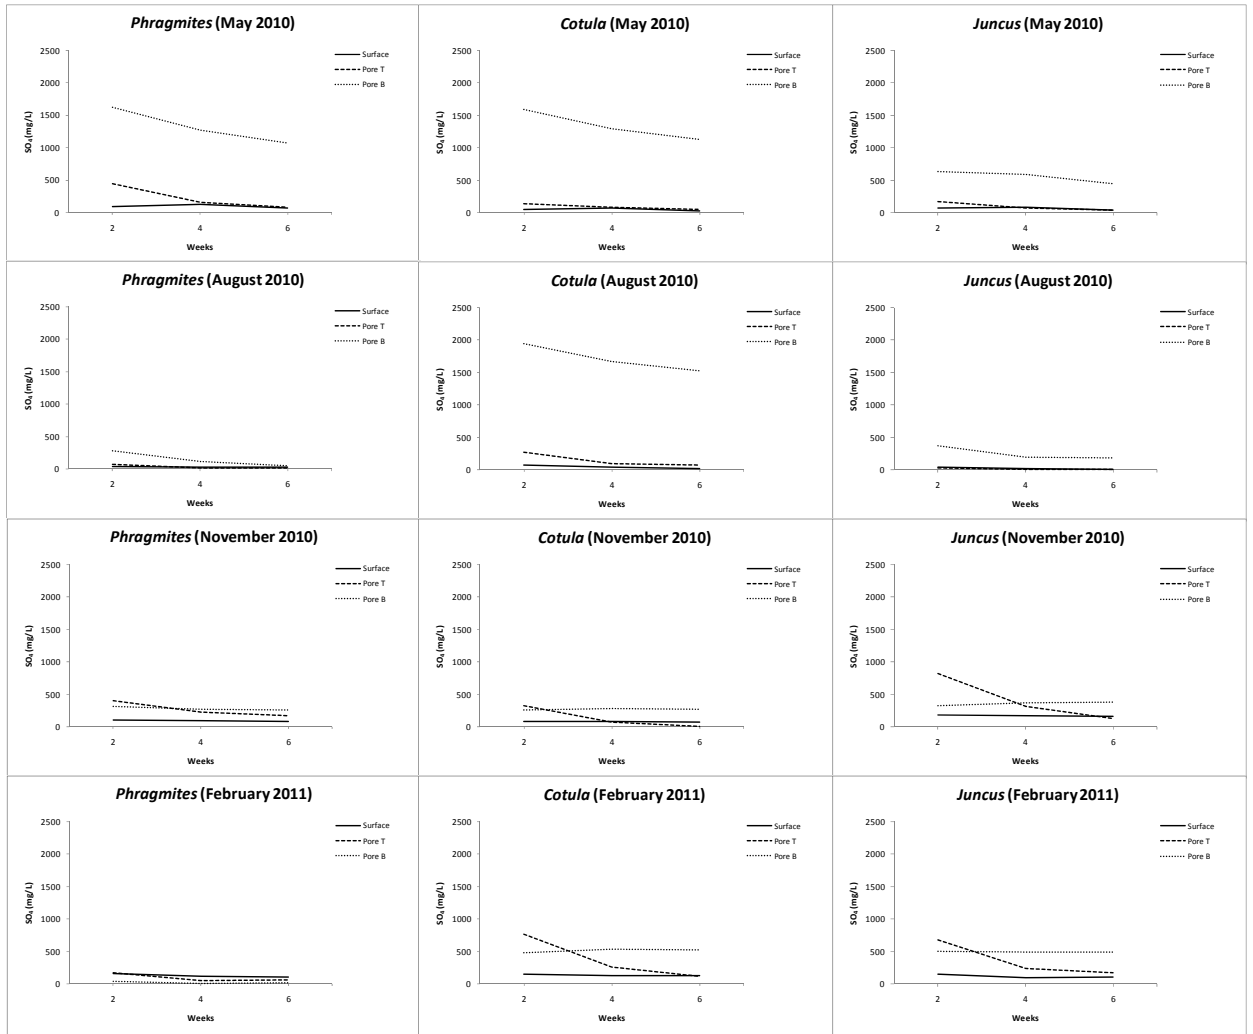 Phragmites (May 2010)
2500
2000
1500
1000
500
0
SO₄ (mg/L)
2 4 6
Weeks
Surface
Pore T
Pore B
Cotula (May 2010)
2500
2000
1500
1000
500
0
SO₄ (mg/L)
2 4 6
Weeks
Surface
Pore T
Pore B
Juncus (May 2010)
2500
2000
1500
1000
500
0
SO₄ (mg/L)
2 4 6
Weeks
Surface
Pore T
Pore B
Phragmites (August 2010)
2500
2000
1500
1000
500
0
SO₄ (mg/L)
2 4 6
Weeks
Surface
Pore T
Pore B
Cotula (August 2010)
2500
2000
1500
1000
500
0
SO₄ (mg/L)
2 4 6
Weeks
Surface
Pore T
Pore B
Juncus (August 2010)
2500
2000
1500
1000
500
0
SO₄ (mg/L)
2 4 6
Weeks
Surface
Pore T
Pore B
Phragmites (November 2010)
2500
2000
1500
1000
500
0
SO₄ (mg/L)
2 4 6
Weeks
Surface
Pore T
Pore B
Cotula (November 2010)
2500
2000
1500
1000
500
0
SO₄ (mg/L)
2 4 6
Weeks
Surface
Pore T
Pore B
Juncus (November 2010)
2500
2000
1500
1000
500
0
SO₄ (mg/L)
2 4 6
Weeks
Surface
Pore T
Pore B
Phragmites (February 2011)
2500
2000
1500
1000
500
0
SO₄ (mg/L)
2 4 6
Weeks
Surface
Pore T
Pore B
Cotula (February 2011)
2500
2000
1500
1000
500
0
SO₄ (mg/L)
2 4 6
Weeks
Surface
Pore T
Pore B
Juncus (February 2011)
2500
2000
1500
1000
500
0
SO₄ (mg/L)
2 4 6
Weeks
Surface
Pore T
Pore B